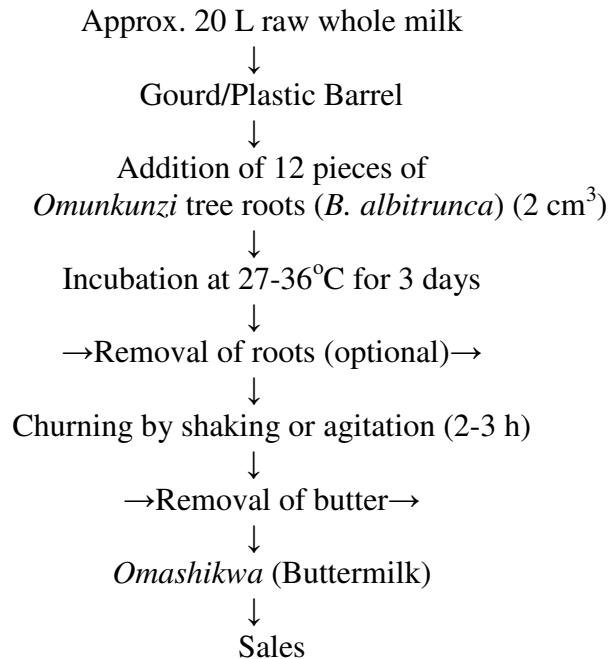 Approx. 20 L raw whole milk
↓
Gourd/Plastic Barrel
↓
Addition of 12 pieces of
Omunkunzi tree roots (B. albitrunca) (2 cm³)
↓
Incubation at 27-36°C for 3 days
↓
→Removal of roots (optional)→
↓
Churning by shaking or agitation (2-3 h)
↓
→Removal of butter→
↓
Omashikwa (Buttermilk)
↓
Sales